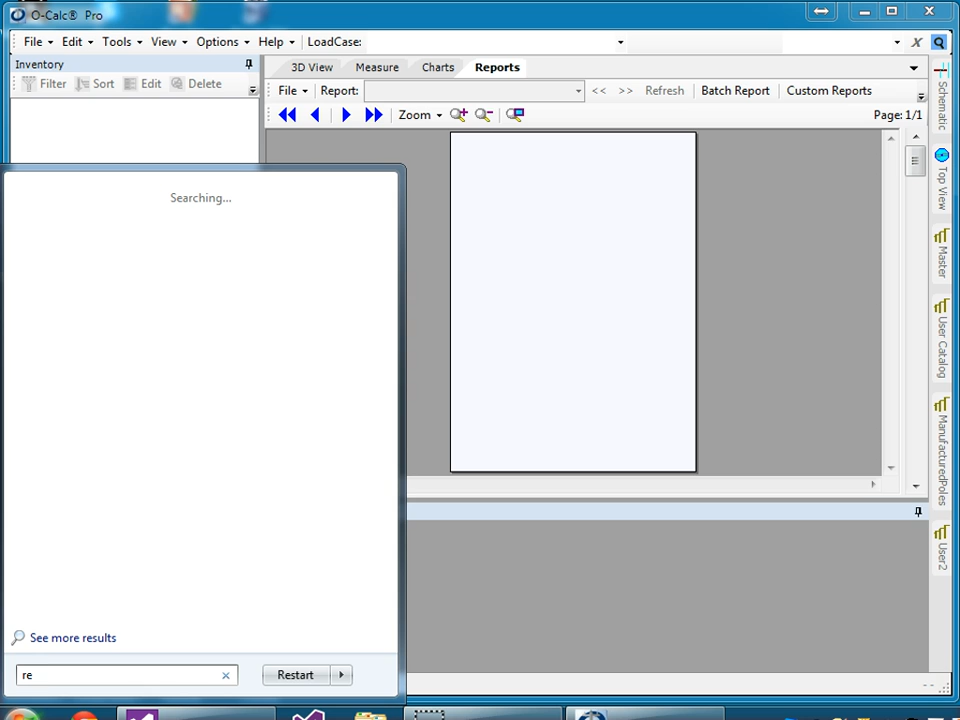 O-Calc® Pro
File Edit Tools View Options Help LoadCase:
X
Inventory
Filter Sort Edit Delete
3D View Measure Charts Reports
File Report: << >> Refresh Batch Report Custom Reports
Zoom Page: 1/1
Schematic
Top View
Master
User Catalog
ManufacturedPoles
User2
Searching...
See more results
re
Restart